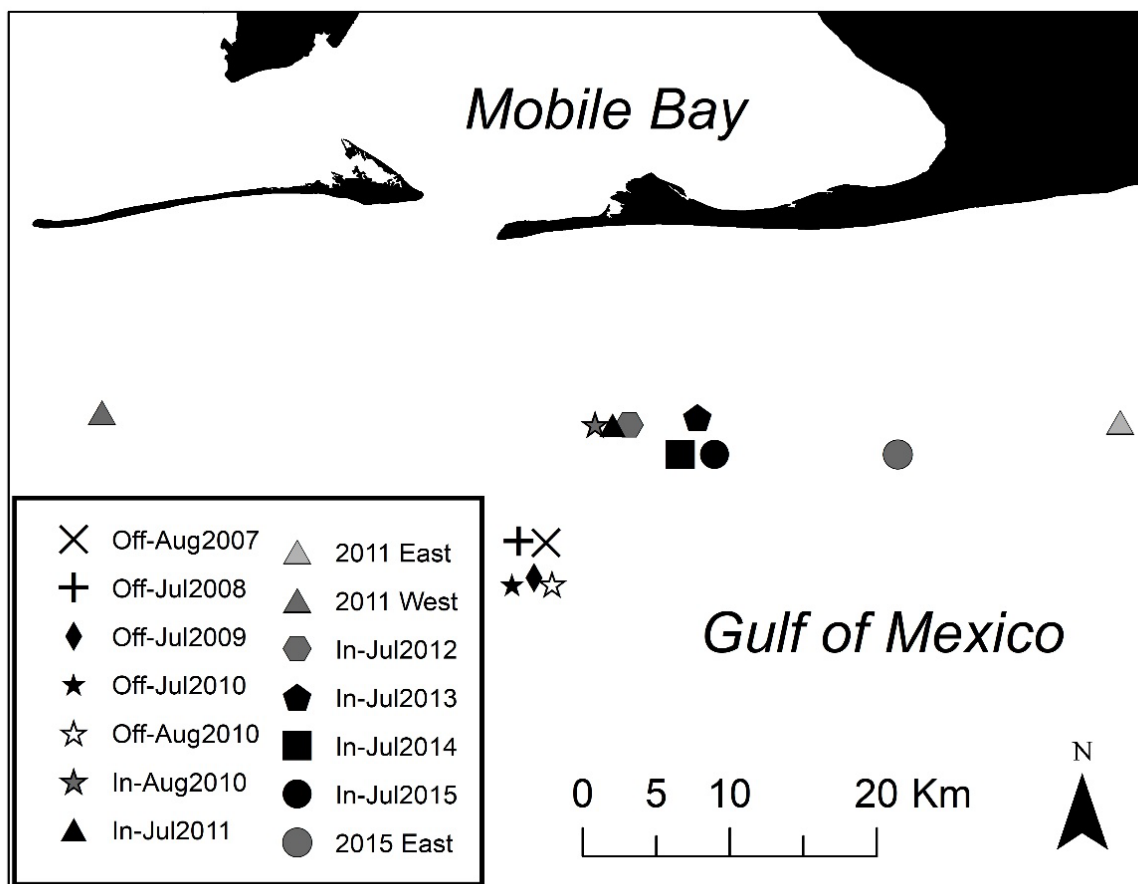 Mobile Bay
Gulf of Mexico
Off-Aug2007
Off-Jul2008
Off-Jul2009
Off-Jul2010
Off-Aug2010
In-Aug2010
In-Jul2011
2011 East
2011 West
In-Jul2012
In-Jul2013
In-Jul2014
In-Jul2015
2015 East
0 5 10 20 Km
N